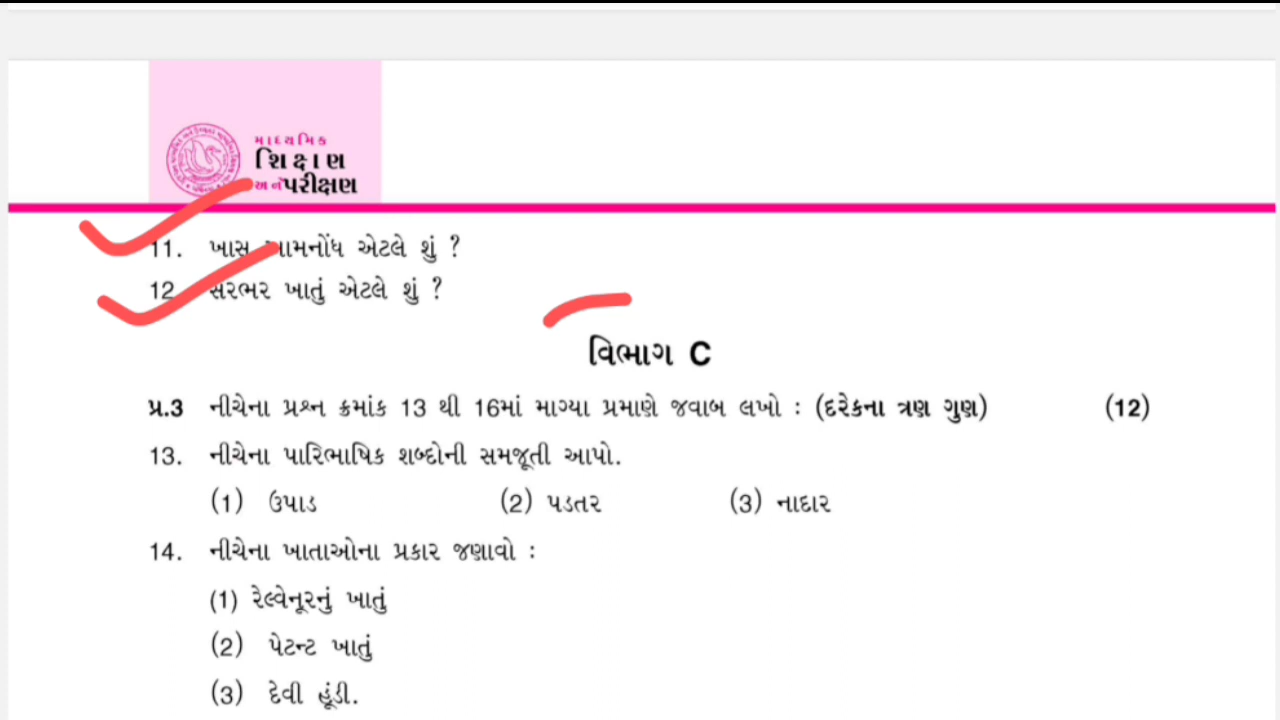 માધ્યમિક
શિક્ષણ
અને પરીક્ષણ
11. ખાસ આમનોંધ એટલે શું ?
12. સરભર ખાતું એટલે શું ?
વિભાગ C
પ્ર.3 નીચેના પ્રશ્ન ક્રમાંક 13 થી 16માં માગ્યા પ્રમાણે જવાબ લખો : (દરેકના ત્રણ ગુણ) (12)
13. નીચેના પારિભાષિક શબ્દોની સમજૂતી આપો.
(1) ઉપાડ (2) પડતર (3) નાદાર
14. નીચેના ખાતાઓના પ્રકાર જણાવો :
(1) રેલ્વેનૂરનું ખાતું
(2) પેટન્ટ ખાતું
(3) દેવી હૂંડી.